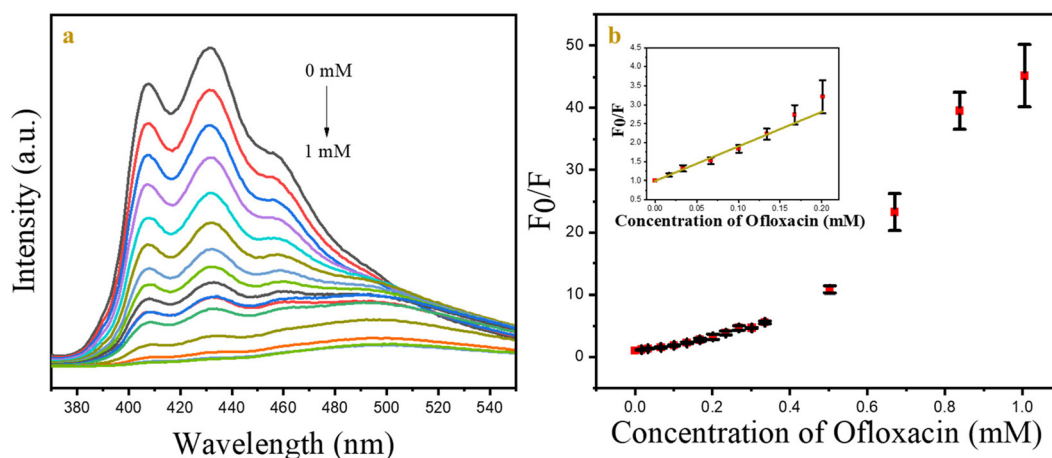 a
0 mM
1 mM
Intensity (a.u.)
380 400 420 440 460 480 500 520 540
Wavelength (nm)
b
50
40
30
20
10
0
F0/F
0.0 0.2 0.4 0.6 0.8 1.0
Concentration of Ofloxacin (mM)
4.5
4.0
3.5
3.0
2.5
2.0
1.5
1.0
0.5
F0/F
0.00 0.05 0.10 0.15 0.20
Concentration of Ofloxacin (mM)